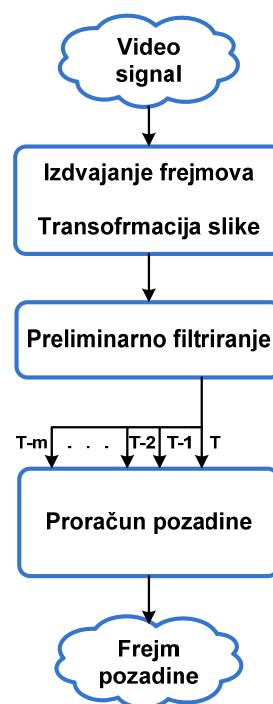 Video
signal
Izdvajanje frejmova
Transofrmacija slike
Preliminarno filtriranje
T-m . . . T-2 T-1 T
Proračun pozadine
Frejm
pozadine